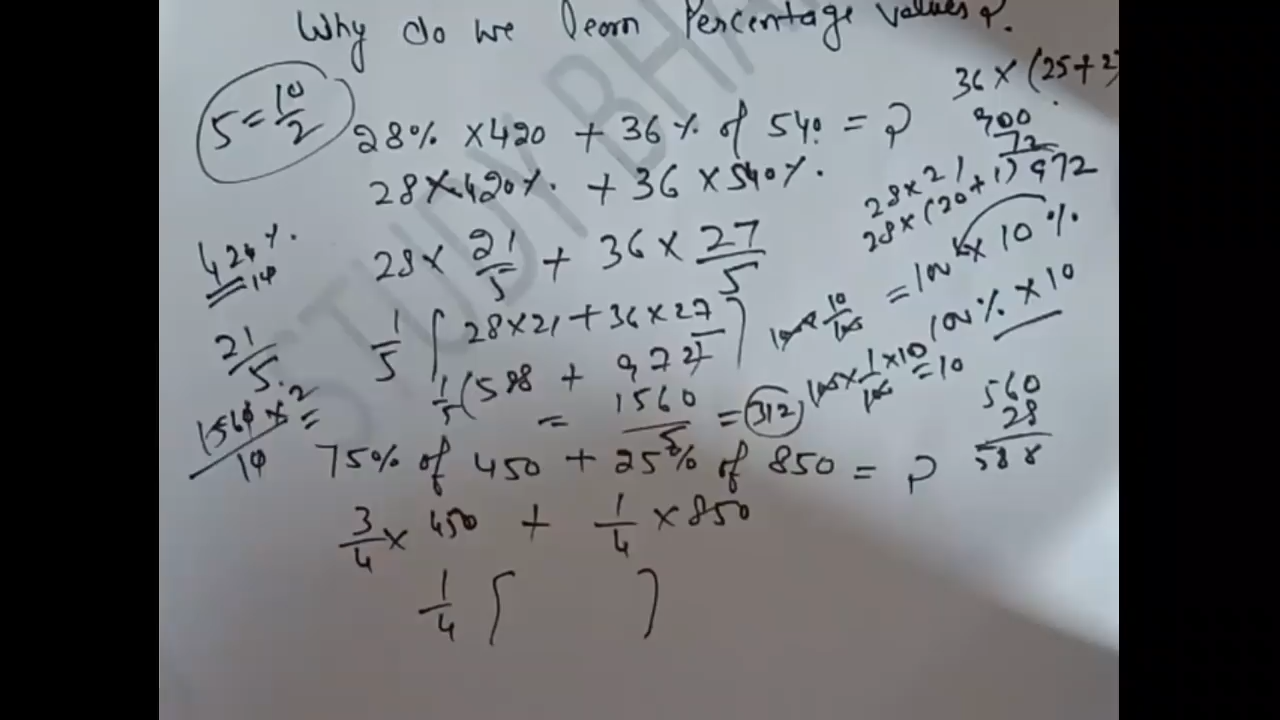 Why do we learn Percentage values ?.
5 = 10/2
36 × (25+2)
900
72
972
28% ×420 + 36% of 540 = ?
28×420%. + 36 ×540%.
28×21
28×(20+1)
420%.
10
28× 21/5 + 36 × 27/5
= 100 × 10%
21/5.
1/5 [ 28×21 + 36×27 ]
100 × 10/100
100% × 10
1/5 (588 + 972)
100 × 1/100 ×10 = 10
1560 × 2 =
10
= 1560/5 = 312
560
28
588
75% of 450 + 25% of 850 = ?
3/4 × 450 + 1/4 × 850
1/4 [ ]
STUDY BHA